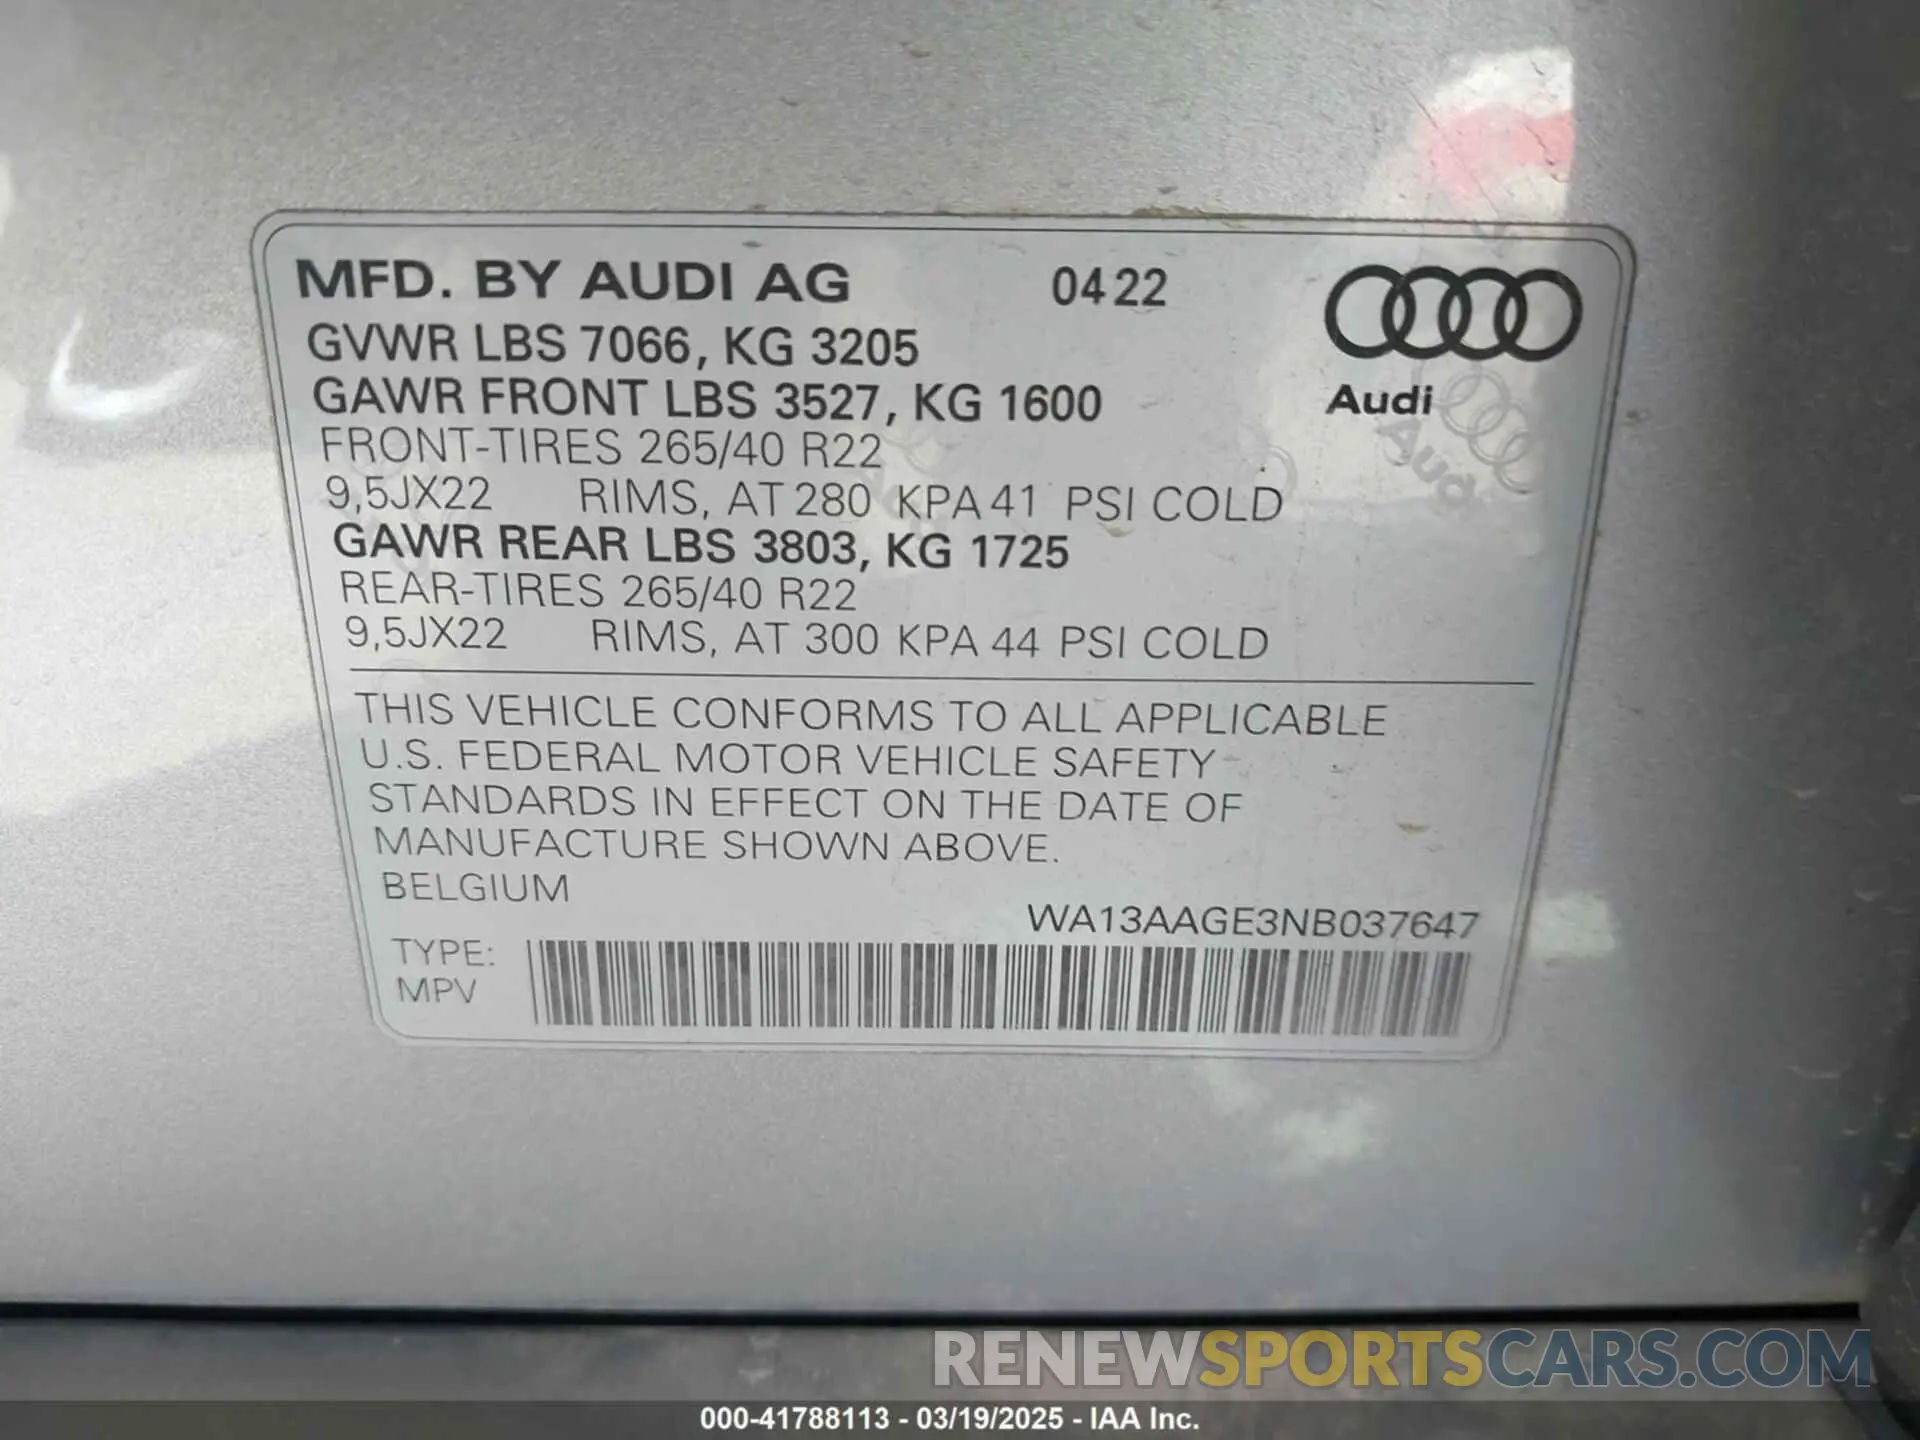 MFD. BY AUDI AG 0422
GVWR LBS 7066, KG 3205
GAWR FRONT LBS 3527, KG 1600
Audi
FRONT-TIRES 265/40 R22
9,5JX22 RIMS, AT 280 KPA 41 PSI COLD
GAWR REAR LBS 3803, KG 1725
REAR-TIRES 265/40 R22
9,5JX22 RIMS, AT 300 KPA 44 PSI COLD
Audi
THIS VEHICLE CONFORMS TO ALL APPLICABLE
U.S. FEDERAL MOTOR VEHICLE SAFETY
STANDARDS IN EFFECT ON THE DATE OF
MANUFACTURE SHOWN ABOVE.
BELGIUM
WA13AAGE3NB037647
TYPE:
MPV
RENEWSPORTSCARS.COM
000-41788113 - 03/19/2025 - IAA Inc.